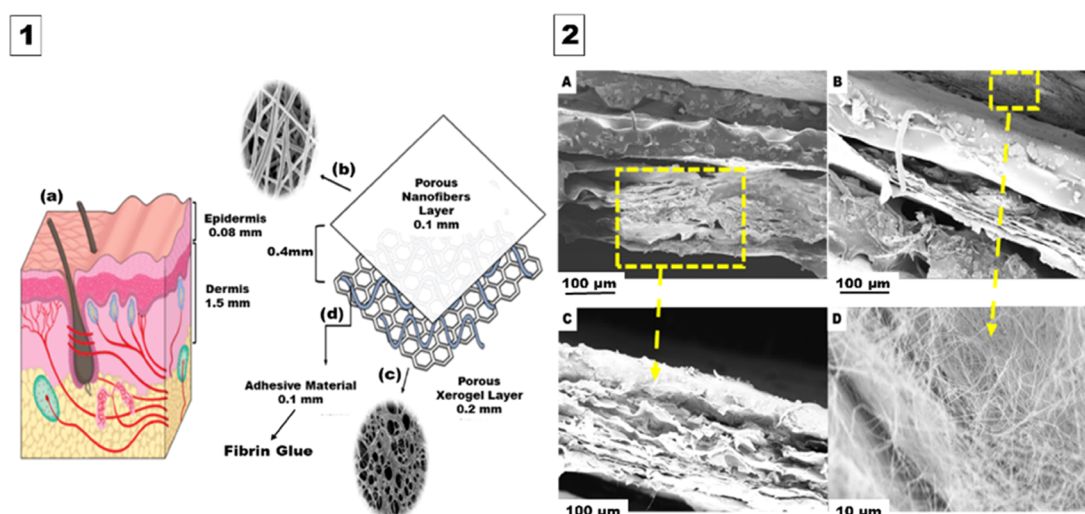 1
2
(a)
Epidermis
0.08 mm
Dermis
1.5 mm
(b)
Porous
Nanofibers
Layer
0.1 mm
0.4mm
(d)
(c)
Adhesive Material
0.1 mm
Fibrin Glue
Porous
Xerogel Layer
0.2 mm
A
100 µm
B
100 µm
C
100 µm
D
10 µm